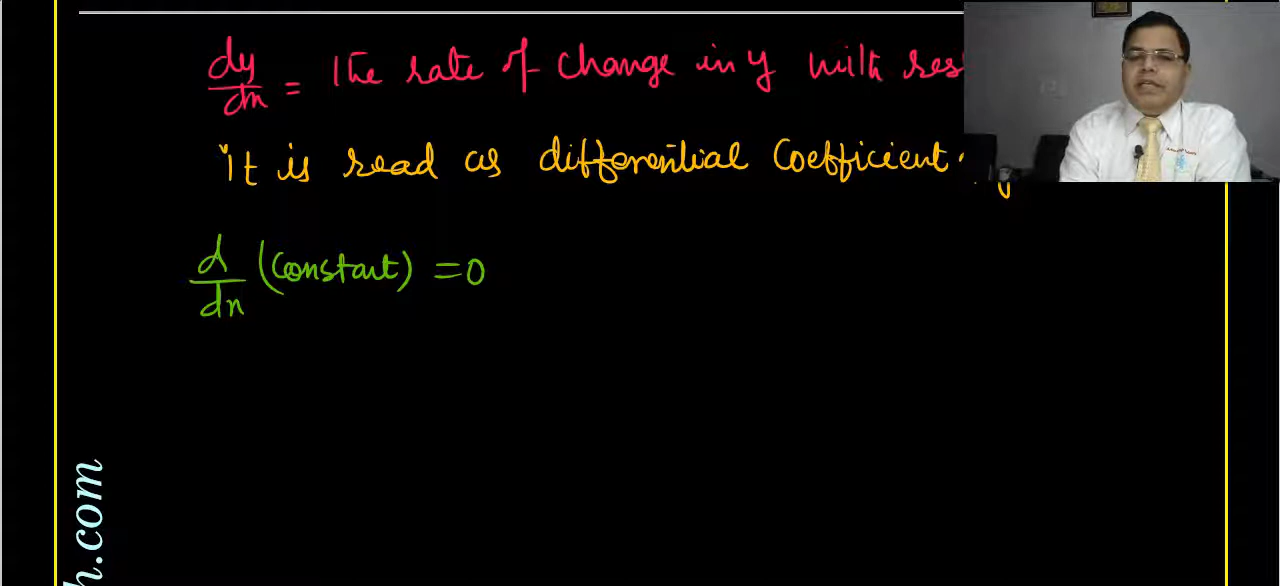 dy/dx = The rate of change in y with res
it is read as differential Coefficient
d/dx (Constant) = 0
h.com